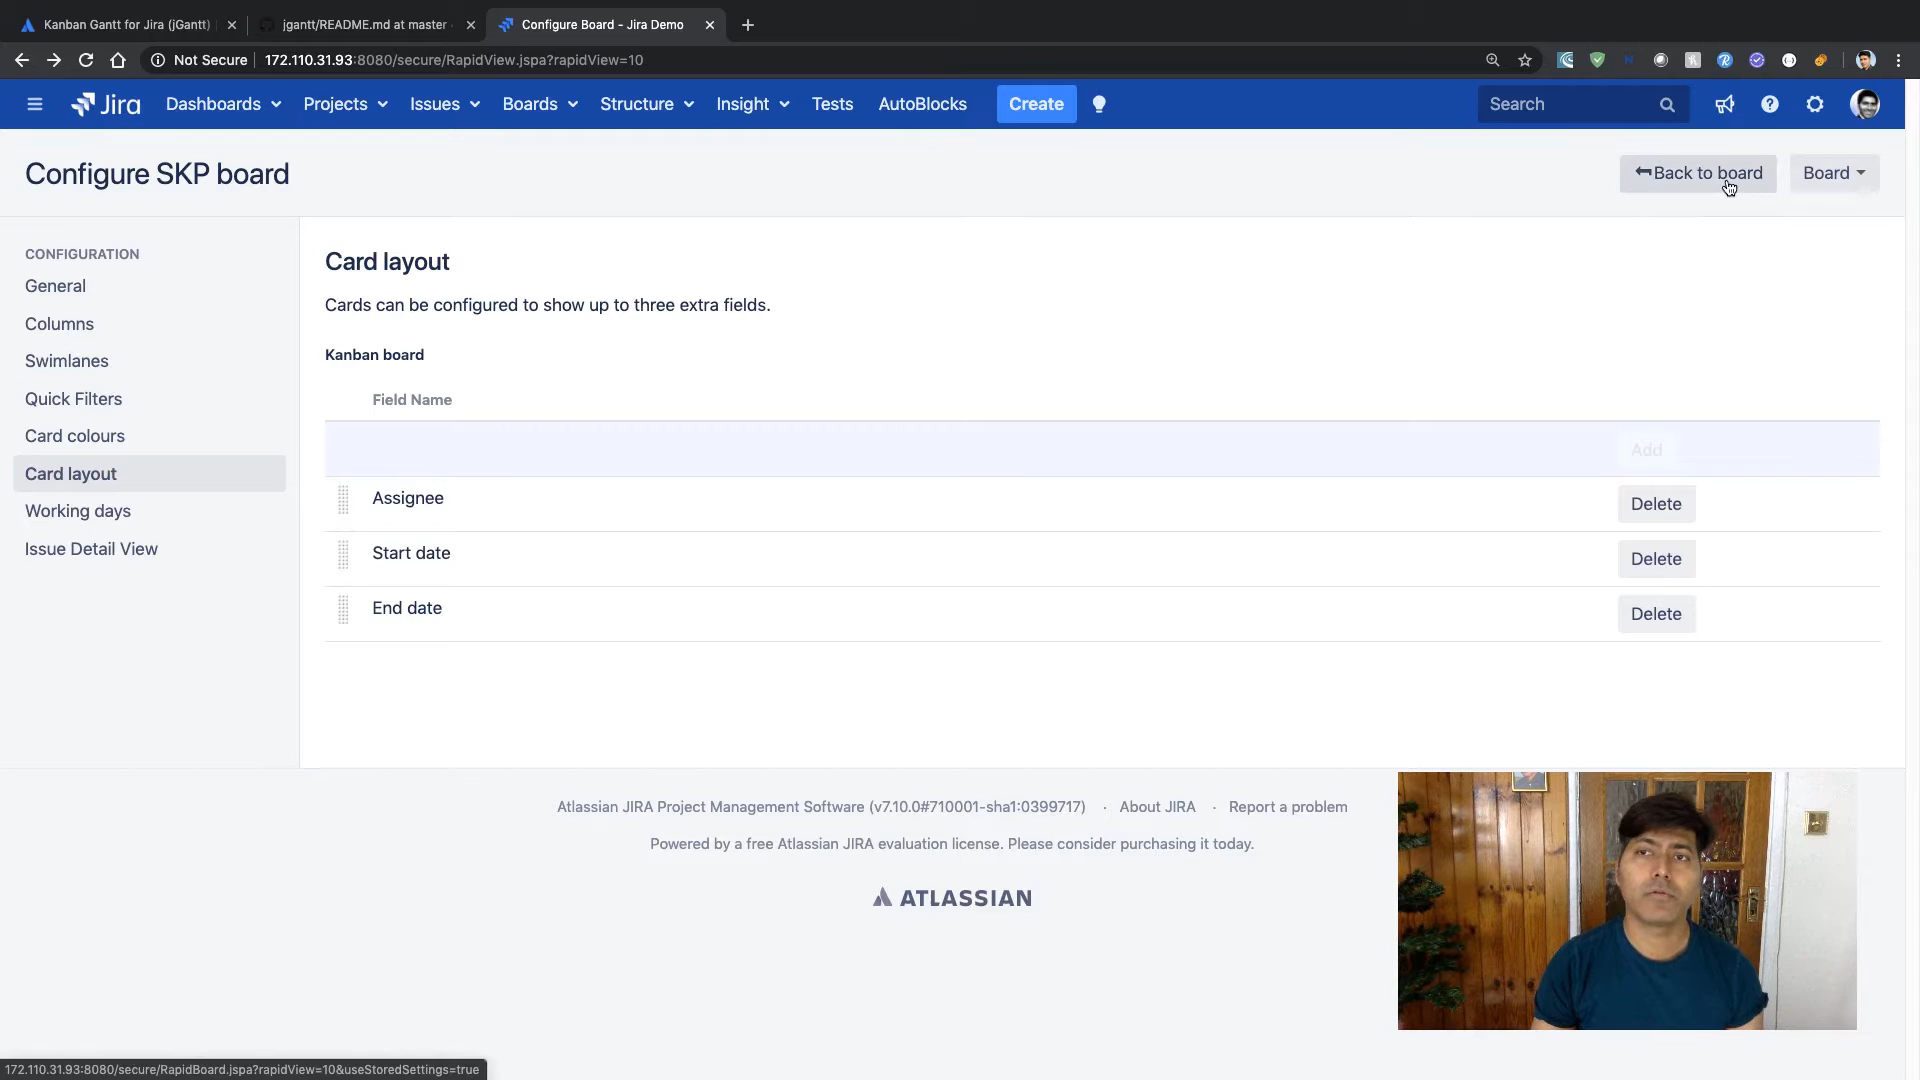 Kanban Gantt for Jira (jGantt)
jgantt/README.md at master
Configure Board - Jira Demo
Not Secure 172.110.31.93:8080/secure/RapidView.jspa?rapidView=10
Jira Dashboards Projects Issues Boards Structure Insight Tests AutoBlocks Create Search
Configure SKP board
Back to board Board
CONFIGURATION
General
Columns
Swimlanes
Quick Filters
Card colours
Card layout
Working days
Issue Detail View
Card layout
Cards can be configured to show up to three extra fields.
Kanban board
Field Name
Add
Assignee Delete
Start date Delete
End date Delete
Atlassian JIRA Project Management Software (v7.10.0#710001-sha1:0399717) · About JIRA · Report a problem
Powered by a free Atlassian JIRA evaluation license. Please consider purchasing it today.
ATLASSIAN
172.110.31.93:8080/secure/RapidBoard.jspa?rapidView=10&useStoredSettings=true